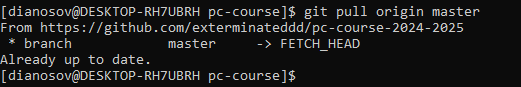 [dianosov@DESKTOP-RH7UBRH pc-course]$ git pull origin master
From https://github.com/exterminateddd/pc-course-2024-2025
 * branch            master     -> FETCH_HEAD
Already up to date.
[dianosov@DESKTOP-RH7UBRH pc-course]$